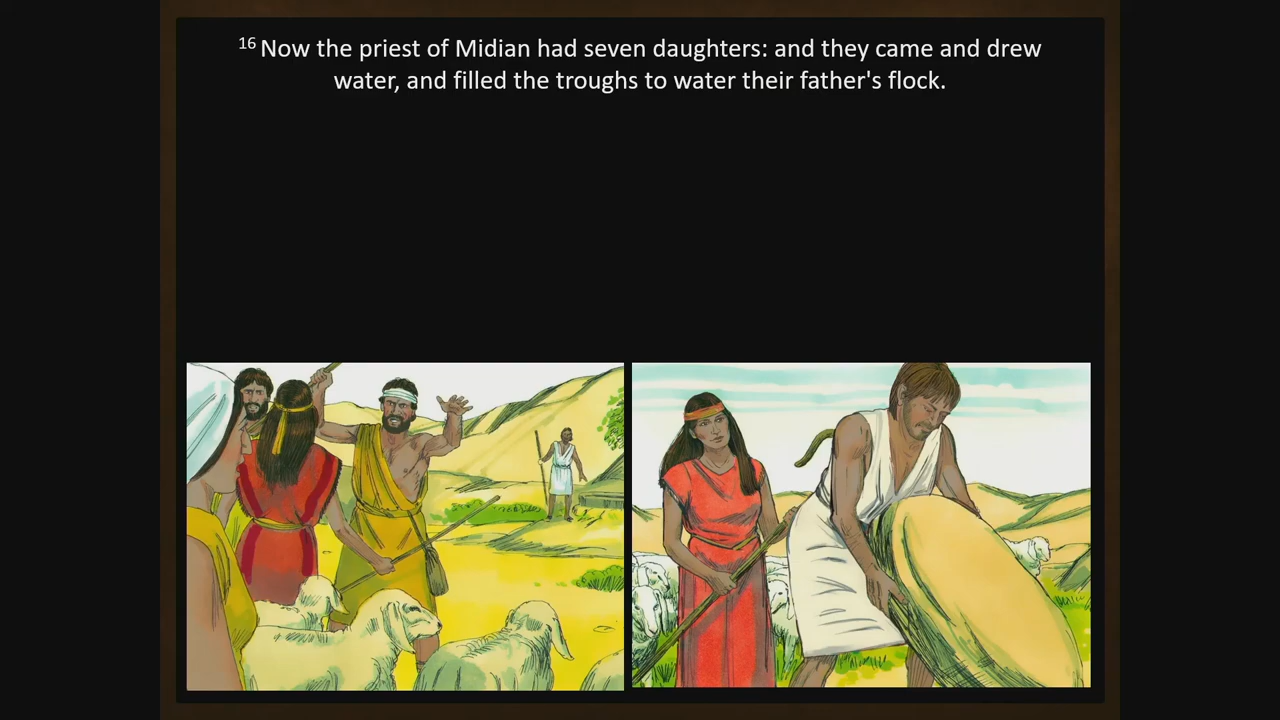 16 Now the priest of Midian had seven daughters: and they came and drew
water, and filled the troughs to water their father's flock.